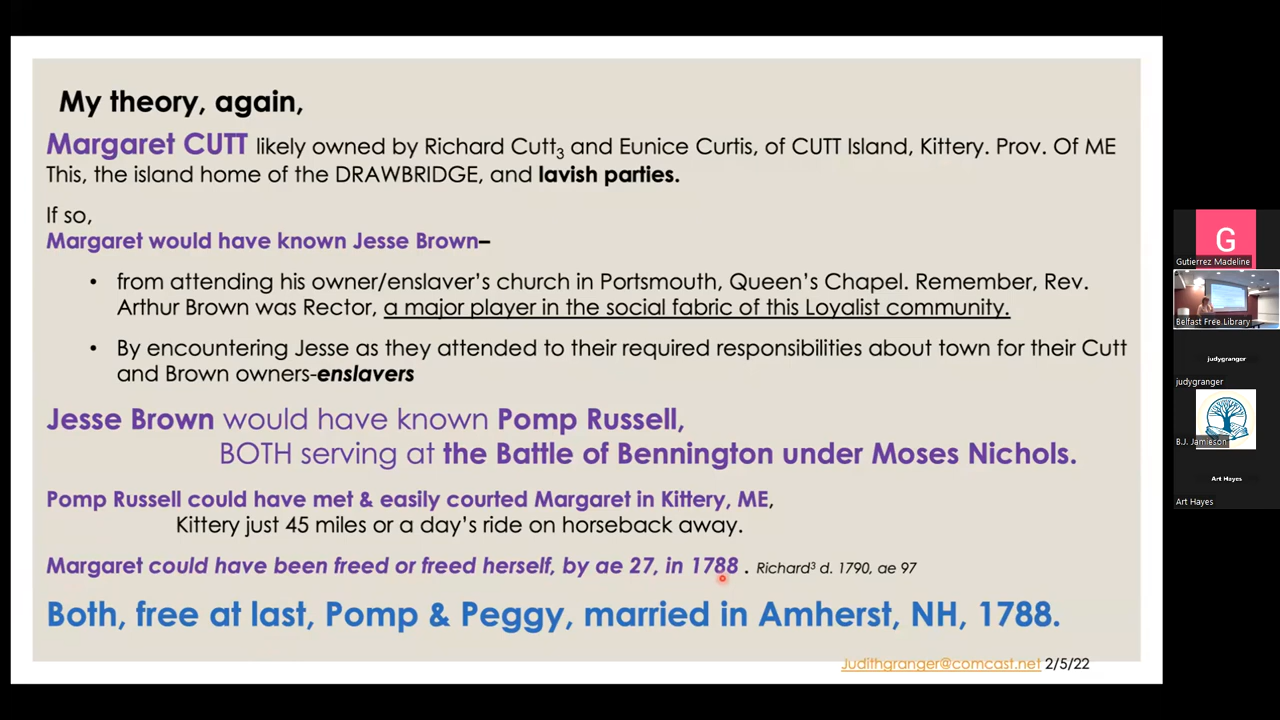 My theory, again,
Margaret CUTT likely owned by Richard Cutt3 and Eunice Curtis, of CUTT Island, Kittery. Prov. Of ME
This, the island home of the DRAWBRIDGE, and lavish parties.
If so,
Margaret would have known Jesse Brown–
• from attending his owner/enslaver's church in Portsmouth, Queen's Chapel. Remember, Rev.
Arthur Brown was Rector, a major player in the social fabric of this Loyalist community.
• By encountering Jesse as they attended to their required responsibilities about town for their Cutt
and Brown owners-enslavers
Jesse Brown would have known Pomp Russell,
BOTH serving at the Battle of Bennington under Moses Nichols.
Pomp Russell could have met & easily courted Margaret in Kittery, ME,
Kittery just 45 miles or a day's ride on horseback away.
Margaret could have been freed or freed herself, by ae 27, in 1788 . Richard³ d. 1790, ae 97
Both, free at last, Pomp & Peggy, married in Amherst, NH, 1788.
Judithgranger@comcast.net 2/5/22
G
Gutierrez Madeline
Belfast Free Library
judygranger
judygranger
B.J. Jamieson
Art Hayes
Art Hayes